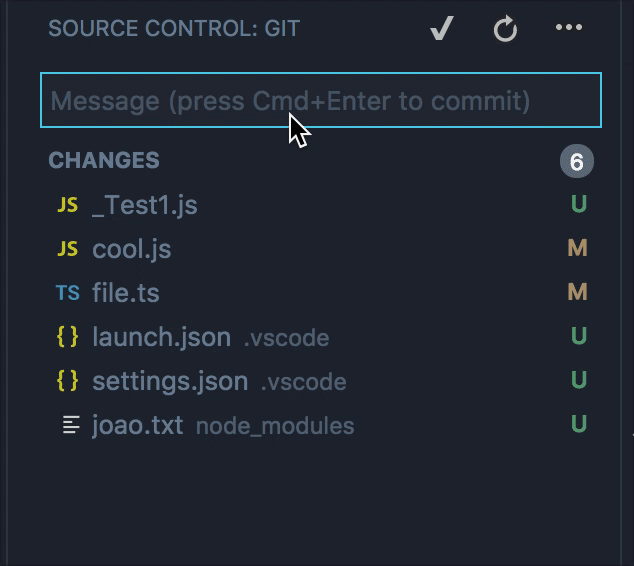 SOURCE CONTROL: GIT
Message (press Cmd+Enter to commit)
CHANGES 6
JS _Test1.js U
JS cool.js M
TS file.ts M
{} launch.json .vscode U
{} settings.json .vscode U
joao.txt node_modules U